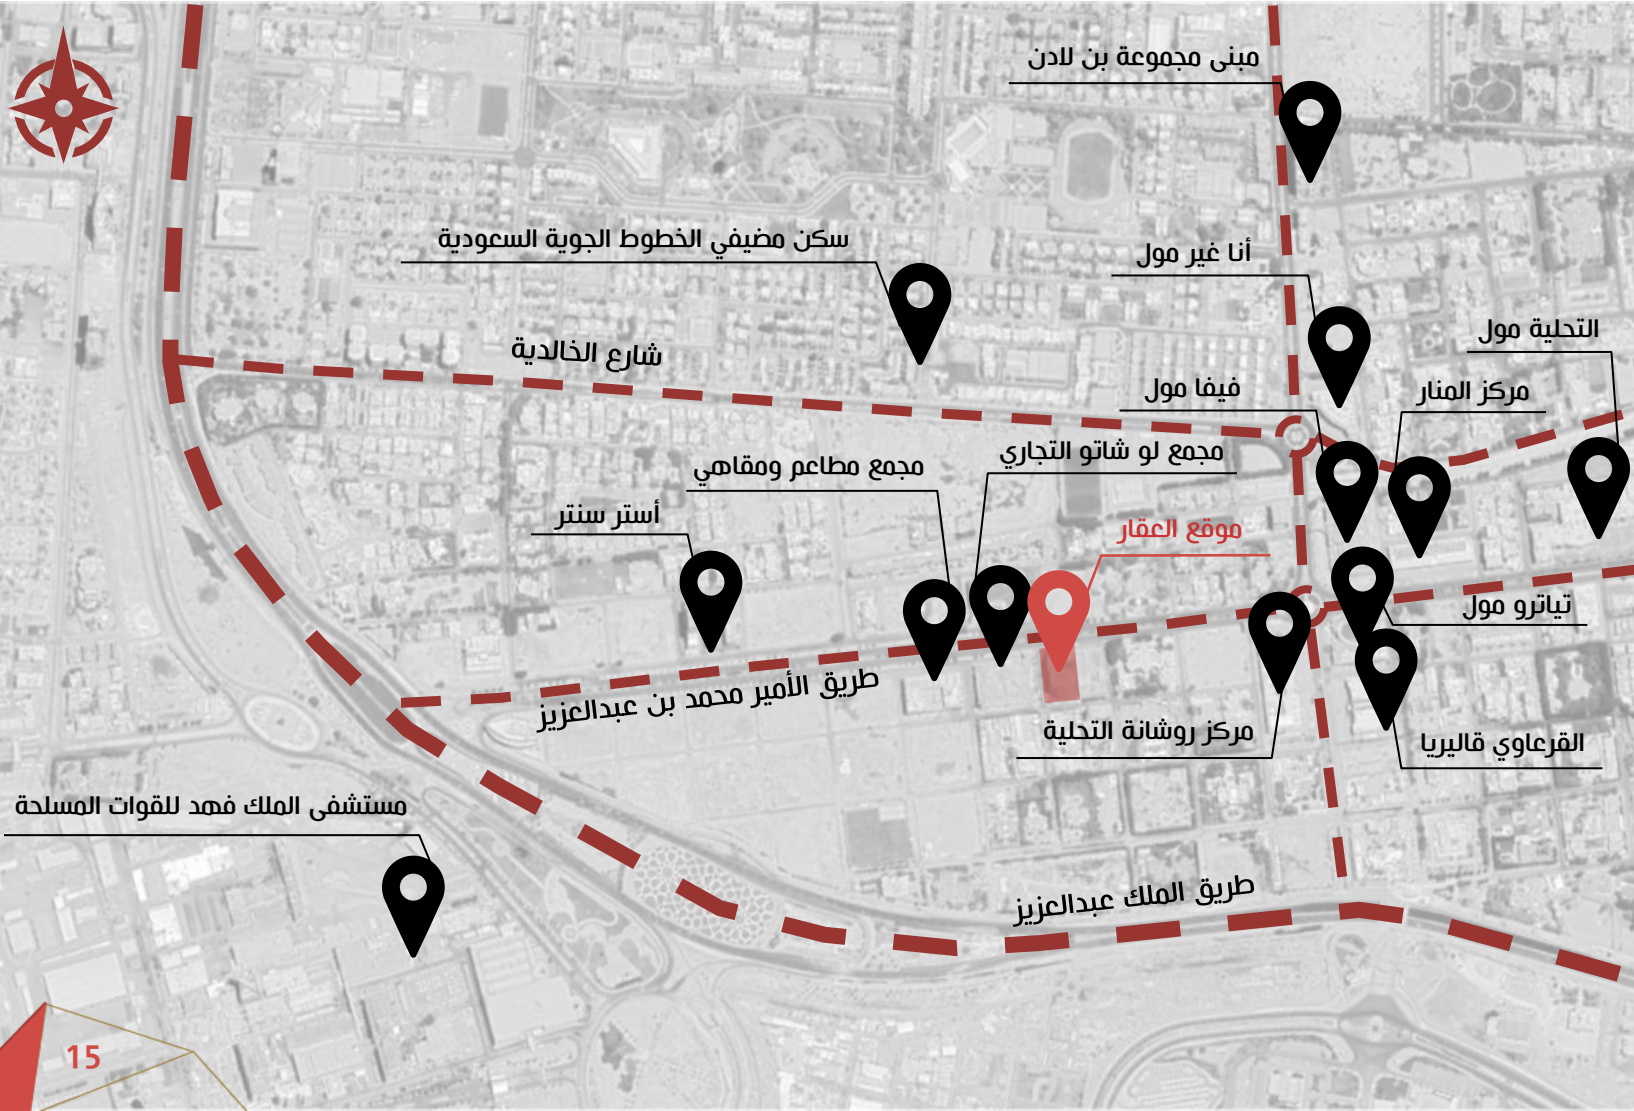 مبنى مجموعة بن لادن
سكن مضيفي الخطوط الجوية السعودية
أنا غير مول
التحلية مول
شارع الخالدية
فيفا مول
مركز المنار
مجمع لو شاتو التجاري
مجمع مطاعم ومقاهي
أستر سنتر
موقع العقار
تياترو مول
طريق الأمير محمد بن عبدالعزيز
مركز روشانة التحلية
القرعاوي قاليريا
مستشفى الملك فهد للقوات المسلحة
طريق الملك عبدالعزيز
15